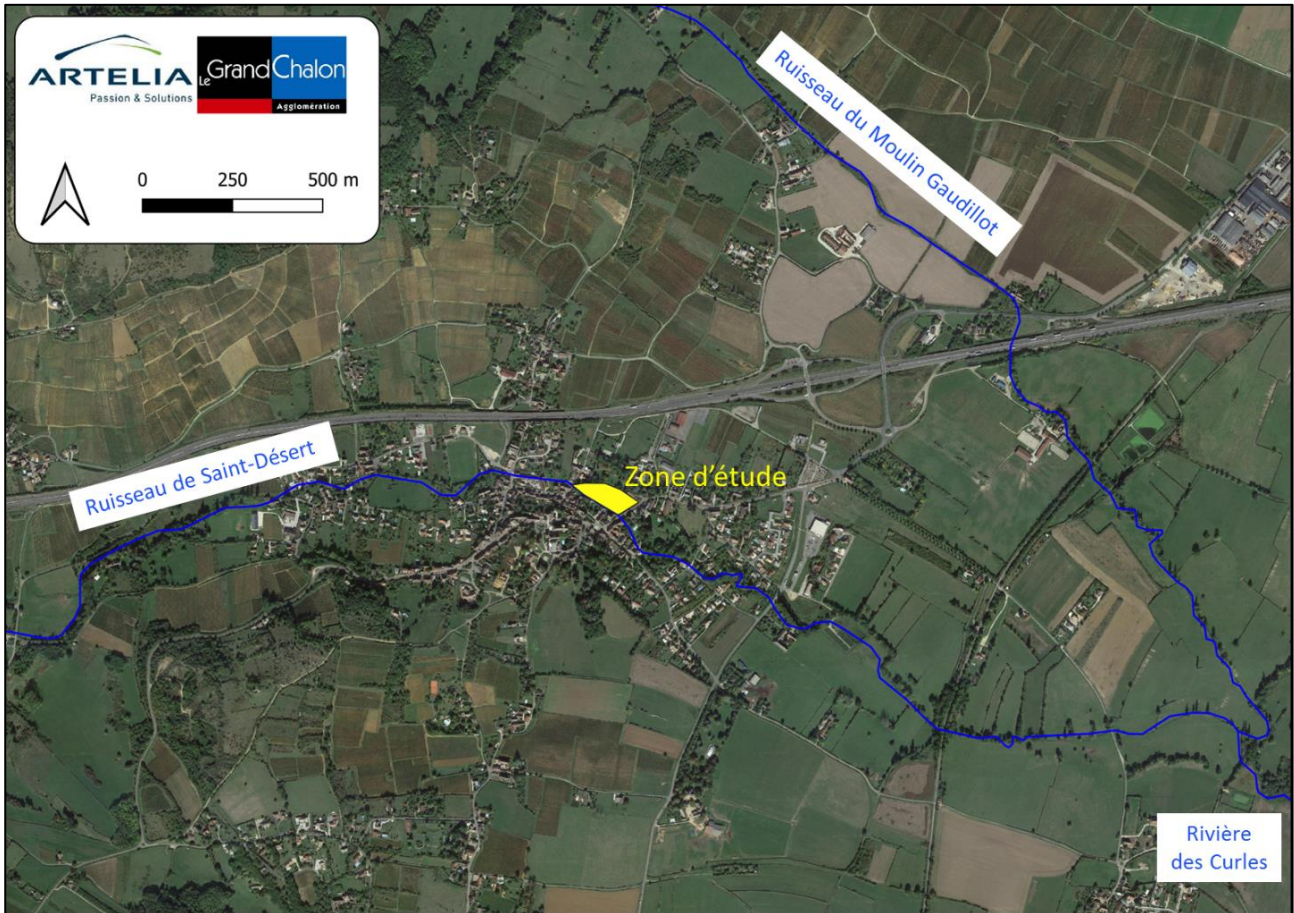 ARTELIA
Passion & Solutions
Le Grand Chalon
Agglomération
0 250 500 m
Ruisseau du Moulin Gaudillot
Ruisseau de Saint-Désert
Zone d'étude
Rivière
des Curles